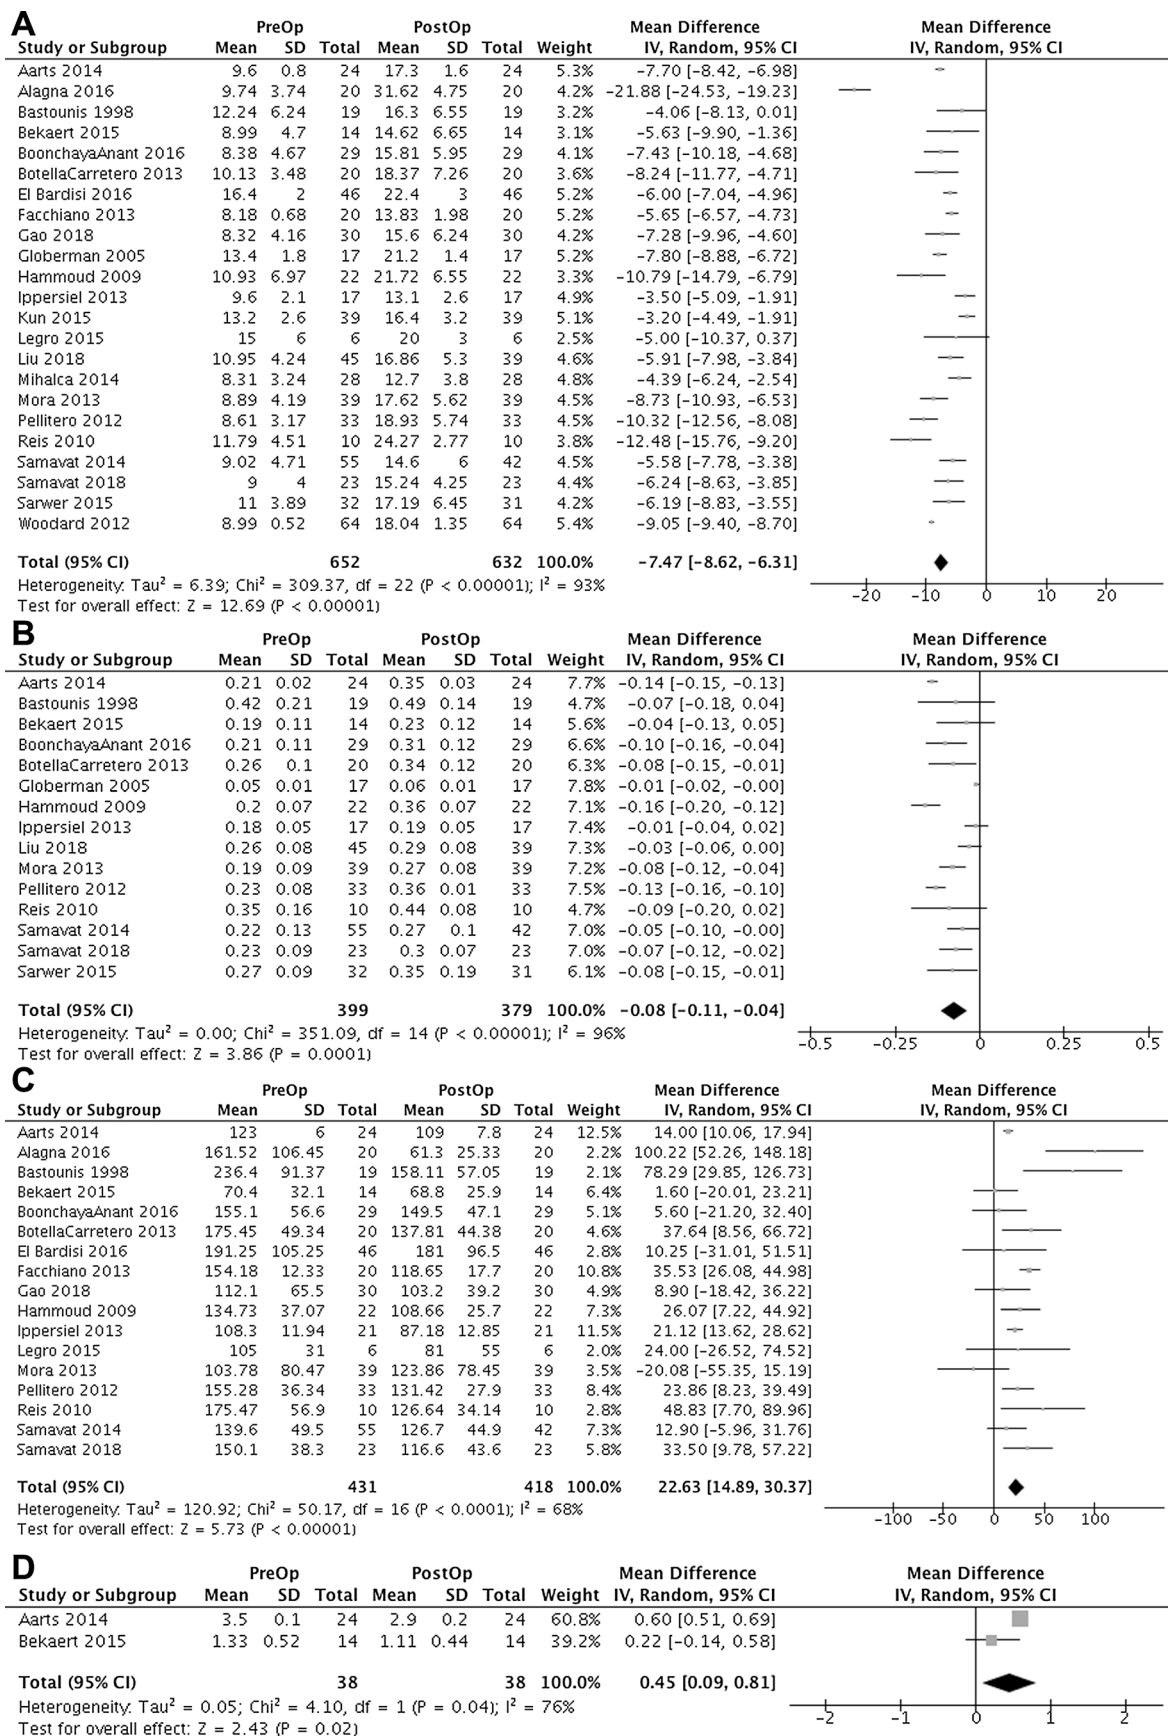 A
PreOp PostOp Mean Difference Mean Difference
Study or Subgroup Mean SD Total Mean SD Total Weight IV, Random, 95% CI IV, Random, 95% CI
Aarts 2014 9.6 0.8 24 17.3 1.6 24 5.3% -7.70 [-8.42, -6.98]
Alagna 2016 9.74 3.74 20 31.62 4.75 20 4.2% -21.88 [-24.53, -19.23]
Bastounis 1998 12.24 6.24 19 16.3 6.55 19 3.2% -4.06 [-8.13, 0.01]
Bekaert 2015 8.99 4.7 14 14.62 6.65 14 3.1% -5.63 [-9.90, -1.36]
BoonchayaAnant 2016 8.38 4.67 29 15.81 5.95 29 4.1% -7.43 [-10.18, -4.68]
BotellaCarretero 2013 10.13 3.48 20 18.37 7.26 20 3.6% -8.24 [-11.77, -4.71]
El Bardisi 2016 16.4 2 46 22.4 3 46 5.2% -6.00 [-7.04, -4.96]
Facchiano 2013 8.18 0.68 20 13.83 1.98 20 5.2% -5.65 [-6.57, -4.73]
Gao 2018 8.32 4.16 30 15.6 6.24 30 4.2% -7.28 [-9.96, -4.60]
Globerman 2005 13.4 1.8 17 21.2 1.4 17 5.2% -7.80 [-8.88, -6.72]
Hammoud 2009 10.93 6.97 22 21.72 6.55 22 3.3% -10.79 [-14.79, -6.79]
Ippersiel 2013 9.6 2.1 17 13.1 2.6 17 4.9% -3.50 [-5.09, -1.91]
Kun 2015 13.2 2.6 39 16.4 3.2 39 5.1% -3.20 [-4.49, -1.91]
Legro 2015 15 6 6 20 3 6 2.5% -5.00 [-10.37, 0.37]
Liu 2018 10.95 4.24 45 16.86 5.3 39 4.6% -5.91 [-7.98, -3.84]
Mihalca 2014 8.31 3.24 28 12.7 3.8 28 4.8% -4.39 [-6.24, -2.54]
Mora 2013 8.89 4.19 39 17.62 5.62 39 4.5% -8.73 [-10.93, -6.53]
Pellitero 2012 8.61 3.17 33 18.93 5.74 33 4.5% -10.32 [-12.56, -8.08]
Reis 2010 11.79 4.51 10 24.27 2.77 10 3.8% -12.48 [-15.76, -9.20]
Samavat 2014 9.02 4.71 55 14.6 6 42 4.5% -5.58 [-7.78, -3.38]
Samavat 2018 9 4 23 15.24 4.25 23 4.4% -6.24 [-8.63, -3.85]
Sarwer 2015 11 3.89 32 17.19 6.45 31 4.2% -6.19 [-8.83, -3.55]
Woodard 2012 8.99 0.52 64 18.04 1.35 64 5.4% -9.05 [-9.40, -8.70]
Total (95% CI) 652 632 100.0% -7.47 [-8.62, -6.31]
Heterogeneity: Tau² = 6.39; Chi² = 309.37, df = 22 (P < 0.00001); I² = 93%
Test for overall effect: Z = 12.69 (P < 0.00001)
-20 -10 0 10 20
B
PreOp PostOp Mean Difference Mean Difference
Study or Subgroup Mean SD Total Mean SD Total Weight IV, Random, 95% CI IV, Random, 95% CI
Aarts 2014 0.21 0.02 24 0.35 0.03 24 7.7% -0.14 [-0.15, -0.13]
Bastounis 1998 0.42 0.21 19 0.49 0.14 19 4.7% -0.07 [-0.18, 0.04]
Bekaert 2015 0.19 0.11 14 0.23 0.12 14 5.6% -0.04 [-0.13, 0.05]
BoonchayaAnant 2016 0.21 0.11 29 0.31 0.12 29 6.6% -0.10 [-0.16, -0.04]
BotellaCarretero 2013 0.26 0.1 20 0.34 0.12 20 6.3% -0.08 [-0.15, -0.01]
Globerman 2005 0.05 0.01 17 0.06 0.01 17 7.8% -0.01 [-0.02, -0.00]
Hammoud 2009 0.2 0.07 22 0.36 0.07 22 7.1% -0.16 [-0.20, -0.12]
Ippersiel 2013 0.18 0.05 17 0.19 0.05 17 7.4% -0.01 [-0.04, 0.02]
Liu 2018 0.26 0.08 45 0.29 0.08 39 7.3% -0.03 [-0.06, 0.00]
Mora 2013 0.19 0.09 39 0.27 0.08 39 7.2% -0.08 [-0.12, -0.04]
Pellitero 2012 0.23 0.08 33 0.36 0.01 33 7.5% -0.13 [-0.16, -0.10]
Reis 2010 0.35 0.16 10 0.44 0.08 10 4.7% -0.09 [-0.20, 0.02]
Samavat 2014 0.22 0.13 55 0.27 0.1 42 7.0% -0.05 [-0.10, -0.00]
Samavat 2018 0.23 0.09 23 0.3 0.07 23 7.0% -0.07 [-0.12, -0.02]
Sarwer 2015 0.27 0.09 32 0.35 0.19 31 6.1% -0.08 [-0.15, -0.01]
Total (95% CI) 399 379 100.0% -0.08 [-0.11, -0.04]
Heterogeneity: Tau² = 0.00; Chi² = 351.09, df = 14 (P < 0.00001); I² = 96%
Test for overall effect: Z = 3.86 (P = 0.0001)
-0.5 -0.25 0 0.25 0.5
C
PreOp PostOp Mean Difference Mean Difference
Study or Subgroup Mean SD Total Mean SD Total Weight IV, Random, 95% CI IV, Random, 95% CI
Aarts 2014 123 6 24 109 7.8 24 12.5% 14.00 [10.06, 17.94]
Alagna 2016 161.52 106.45 20 61.3 25.33 20 2.2% 100.22 [52.26, 148.18]
Bastounis 1998 236.4 91.37 19 158.11 57.05 19 2.1% 78.29 [29.85, 126.73]
Bekaert 2015 70.4 32.1 14 68.8 25.9 14 6.4% 1.60 [-20.01, 23.21]
BoonchayaAnant 2016 155.1 56.6 29 149.5 47.1 29 5.1% 5.60 [-21.20, 32.40]
BotellaCarretero 2013 175.45 49.34 20 137.81 44.38 20 4.6% 37.64 [8.56, 66.72]
El Bardisi 2016 191.25 105.25 46 181 96.5 46 2.8% 10.25 [-31.01, 51.51]
Facchiano 2013 154.18 12.33 20 118.65 17.7 20 10.8% 35.53 [26.08, 44.98]
Gao 2018 112.1 65.5 30 103.2 39.2 30 4.9% 8.90 [-18.42, 36.22]
Hammoud 2009 134.73 37.07 22 108.66 25.7 22 7.3% 26.07 [7.22, 44.92]
Ippersiel 2013 108.3 11.94 21 87.18 12.85 21 11.5% 21.12 [13.62, 28.62]
Legro 2015 105 31 6 81 55 6 2.0% 24.00 [-26.52, 74.52]
Mora 2013 103.78 80.47 39 123.86 78.45 39 3.5% -20.08 [-55.35, 15.19]
Pellitero 2012 155.28 36.34 33 131.42 27.9 33 8.4% 23.86 [8.23, 39.49]
Reis 2010 175.47 56.9 10 126.64 34.14 10 2.8% 48.83 [7.70, 89.96]
Samavat 2014 139.6 49.5 55 126.7 44.9 42 7.3% 12.90 [-5.96, 31.76]
Samavat 2018 150.1 38.3 23 116.6 43.6 23 5.8% 33.50 [9.78, 57.22]
Total (95% CI) 431 418 100.0% 22.63 [14.89, 30.37]
Heterogeneity: Tau² = 120.92; Chi² = 50.17, df = 16 (P < 0.0001); I² = 68%
Test for overall effect: Z = 5.73 (P < 0.00001)
-100 -50 0 50 100
D
PreOp PostOp Mean Difference Mean Difference
Study or Subgroup Mean SD Total Mean SD Total Weight IV, Random, 95% CI IV, Random, 95% CI
Aarts 2014 3.5 0.1 24 2.9 0.2 24 60.8% 0.60 [0.51, 0.69]
Bekaert 2015 1.33 0.52 14 1.11 0.44 14 39.2% 0.22 [-0.14, 0.58]
Total (95% CI) 38 38 100.0% 0.45 [0.09, 0.81]
Heterogeneity: Tau² = 0.05; Chi² = 4.10, df = 1 (P = 0.04); I² = 76%
Test for overall effect: Z = 2.43 (P = 0.02)
-2 -1 0 1 2